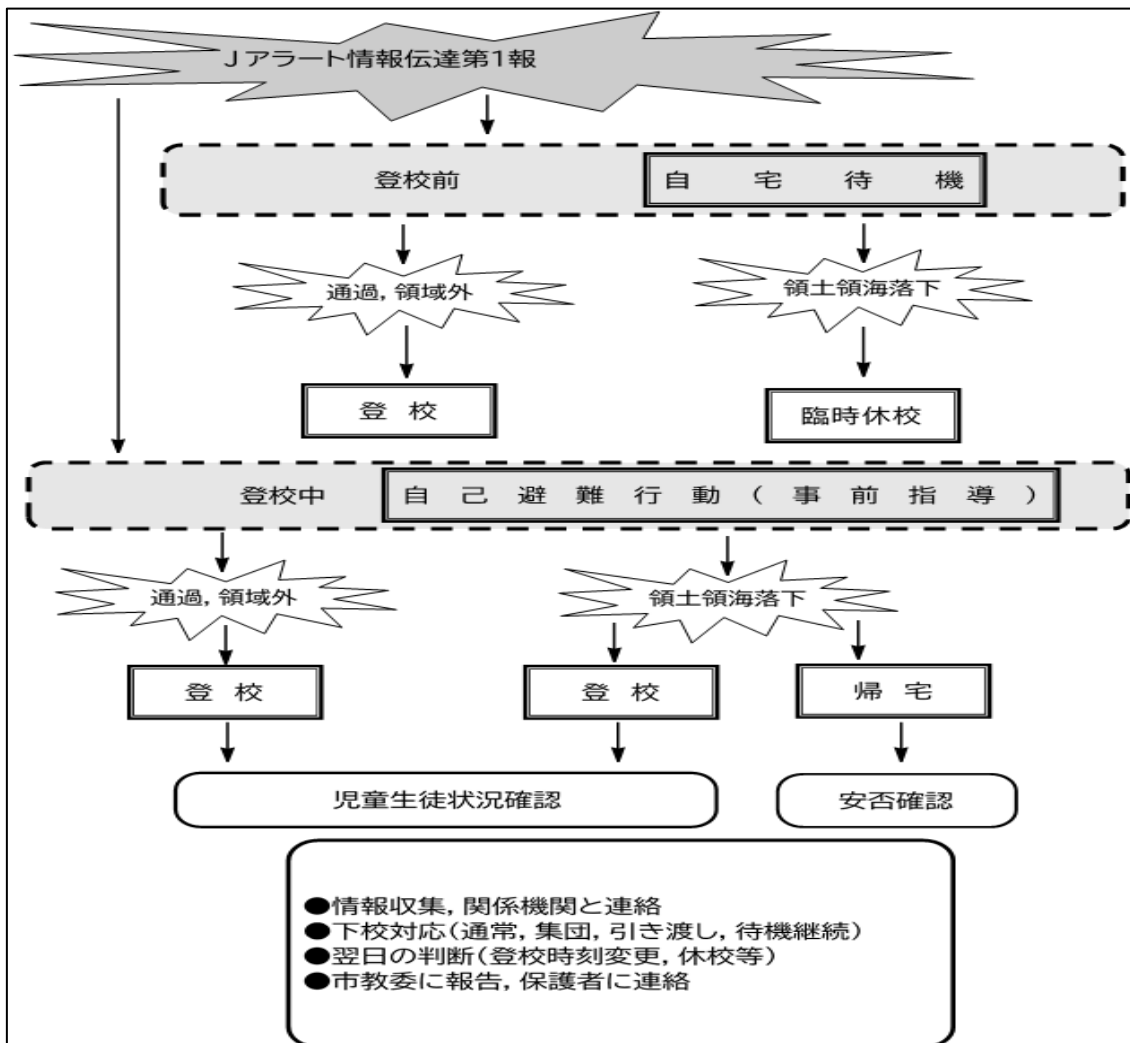 Jアラート情報伝達第1報
登校前
自宅待機
通過,領域外
領土領海落下
登校
臨時休校
登校中
自己避難行動(事前指導)
通過,領域外
領土領海落下
登校
登校
帰宅
児童生徒状況確認
安否確認
●情報収集,関係機関と連絡
●下校対応(通常,集団,引き渡し,待機継続)
●翌日の判断(登校時刻変更,休校等)
●市教委に報告,保護者に連絡